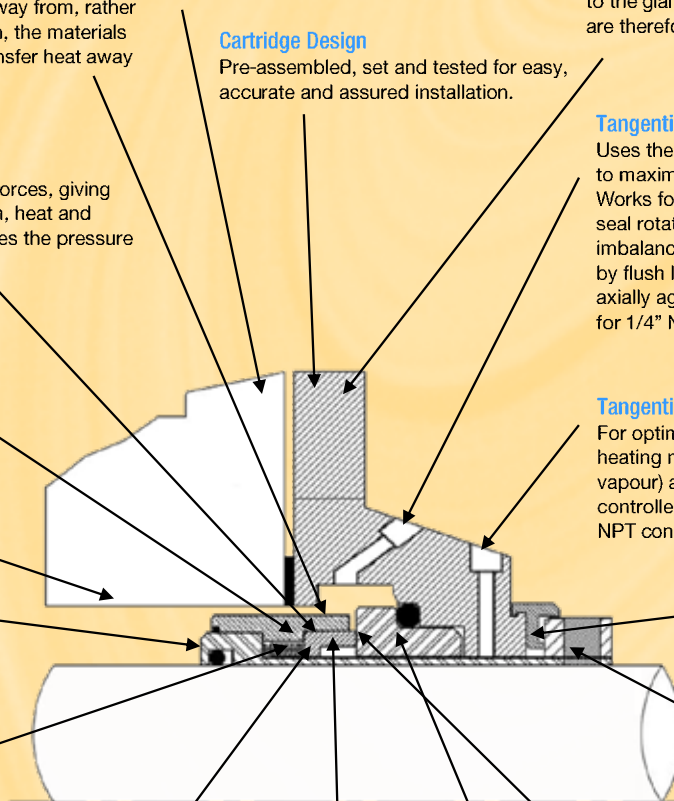 way from, rather
, the materials
nsfer heat away
orces, giving
, heat and
es the pressure
Cartridge Design
Pre-assembled, set and tested for easy,
accurate and assured installation.
to the glan
are therefo
Tangenti
Uses the
to maxim
Works fo
seal rotat
imbalanc
by flush
axially ag
for 1/4” N
Tangenti
For optim
heating
vapour) a
controlle
NPT con